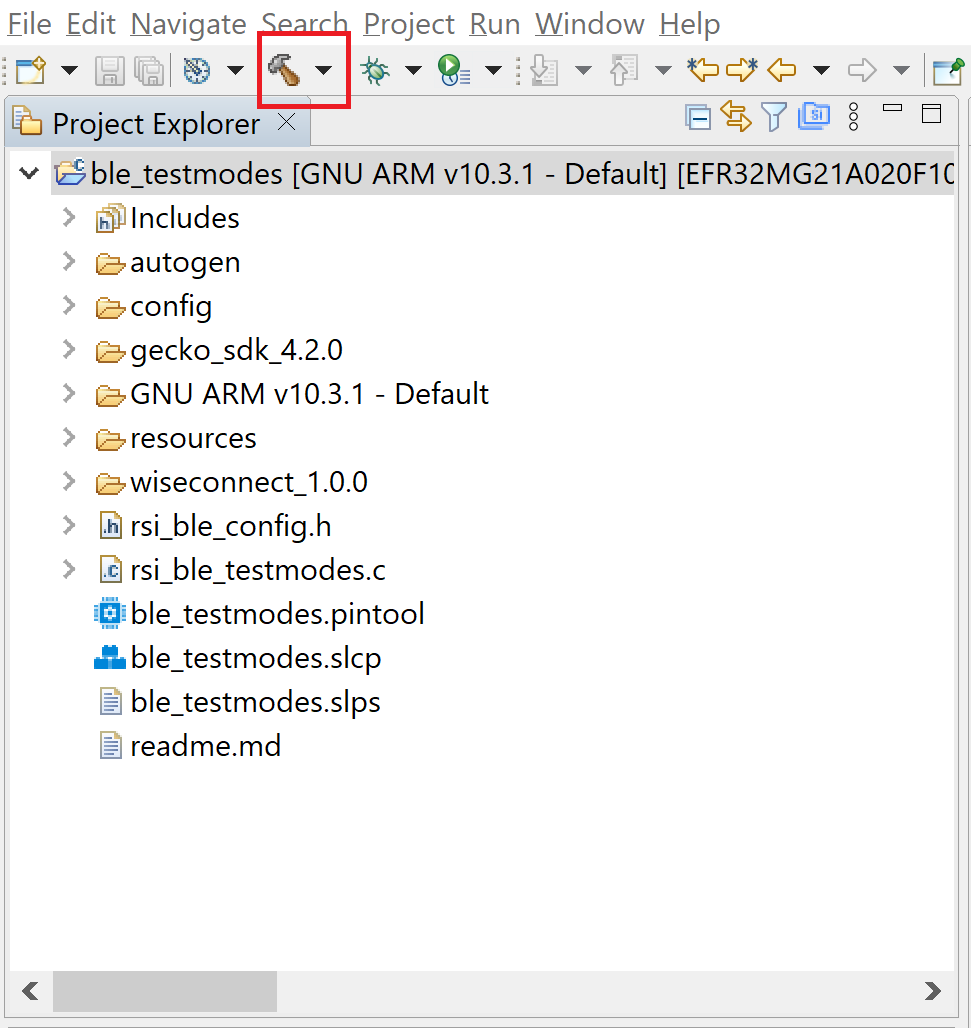 File Edit Navigate Search Project Run Window Help
Project Explorer
ble_testmodes [GNU ARM v10.3.1 - Default] [EFR32MG21A020F10
Includes
autogen
config
gecko_sdk_4.2.0
GNU ARM v10.3.1 - Default
resources
wiseconnect_1.0.0
rsi_ble_config.h
rsi_ble_testmodes.c
ble_testmodes.pintool
ble_testmodes.slcp
ble_testmodes.slps
readme.md